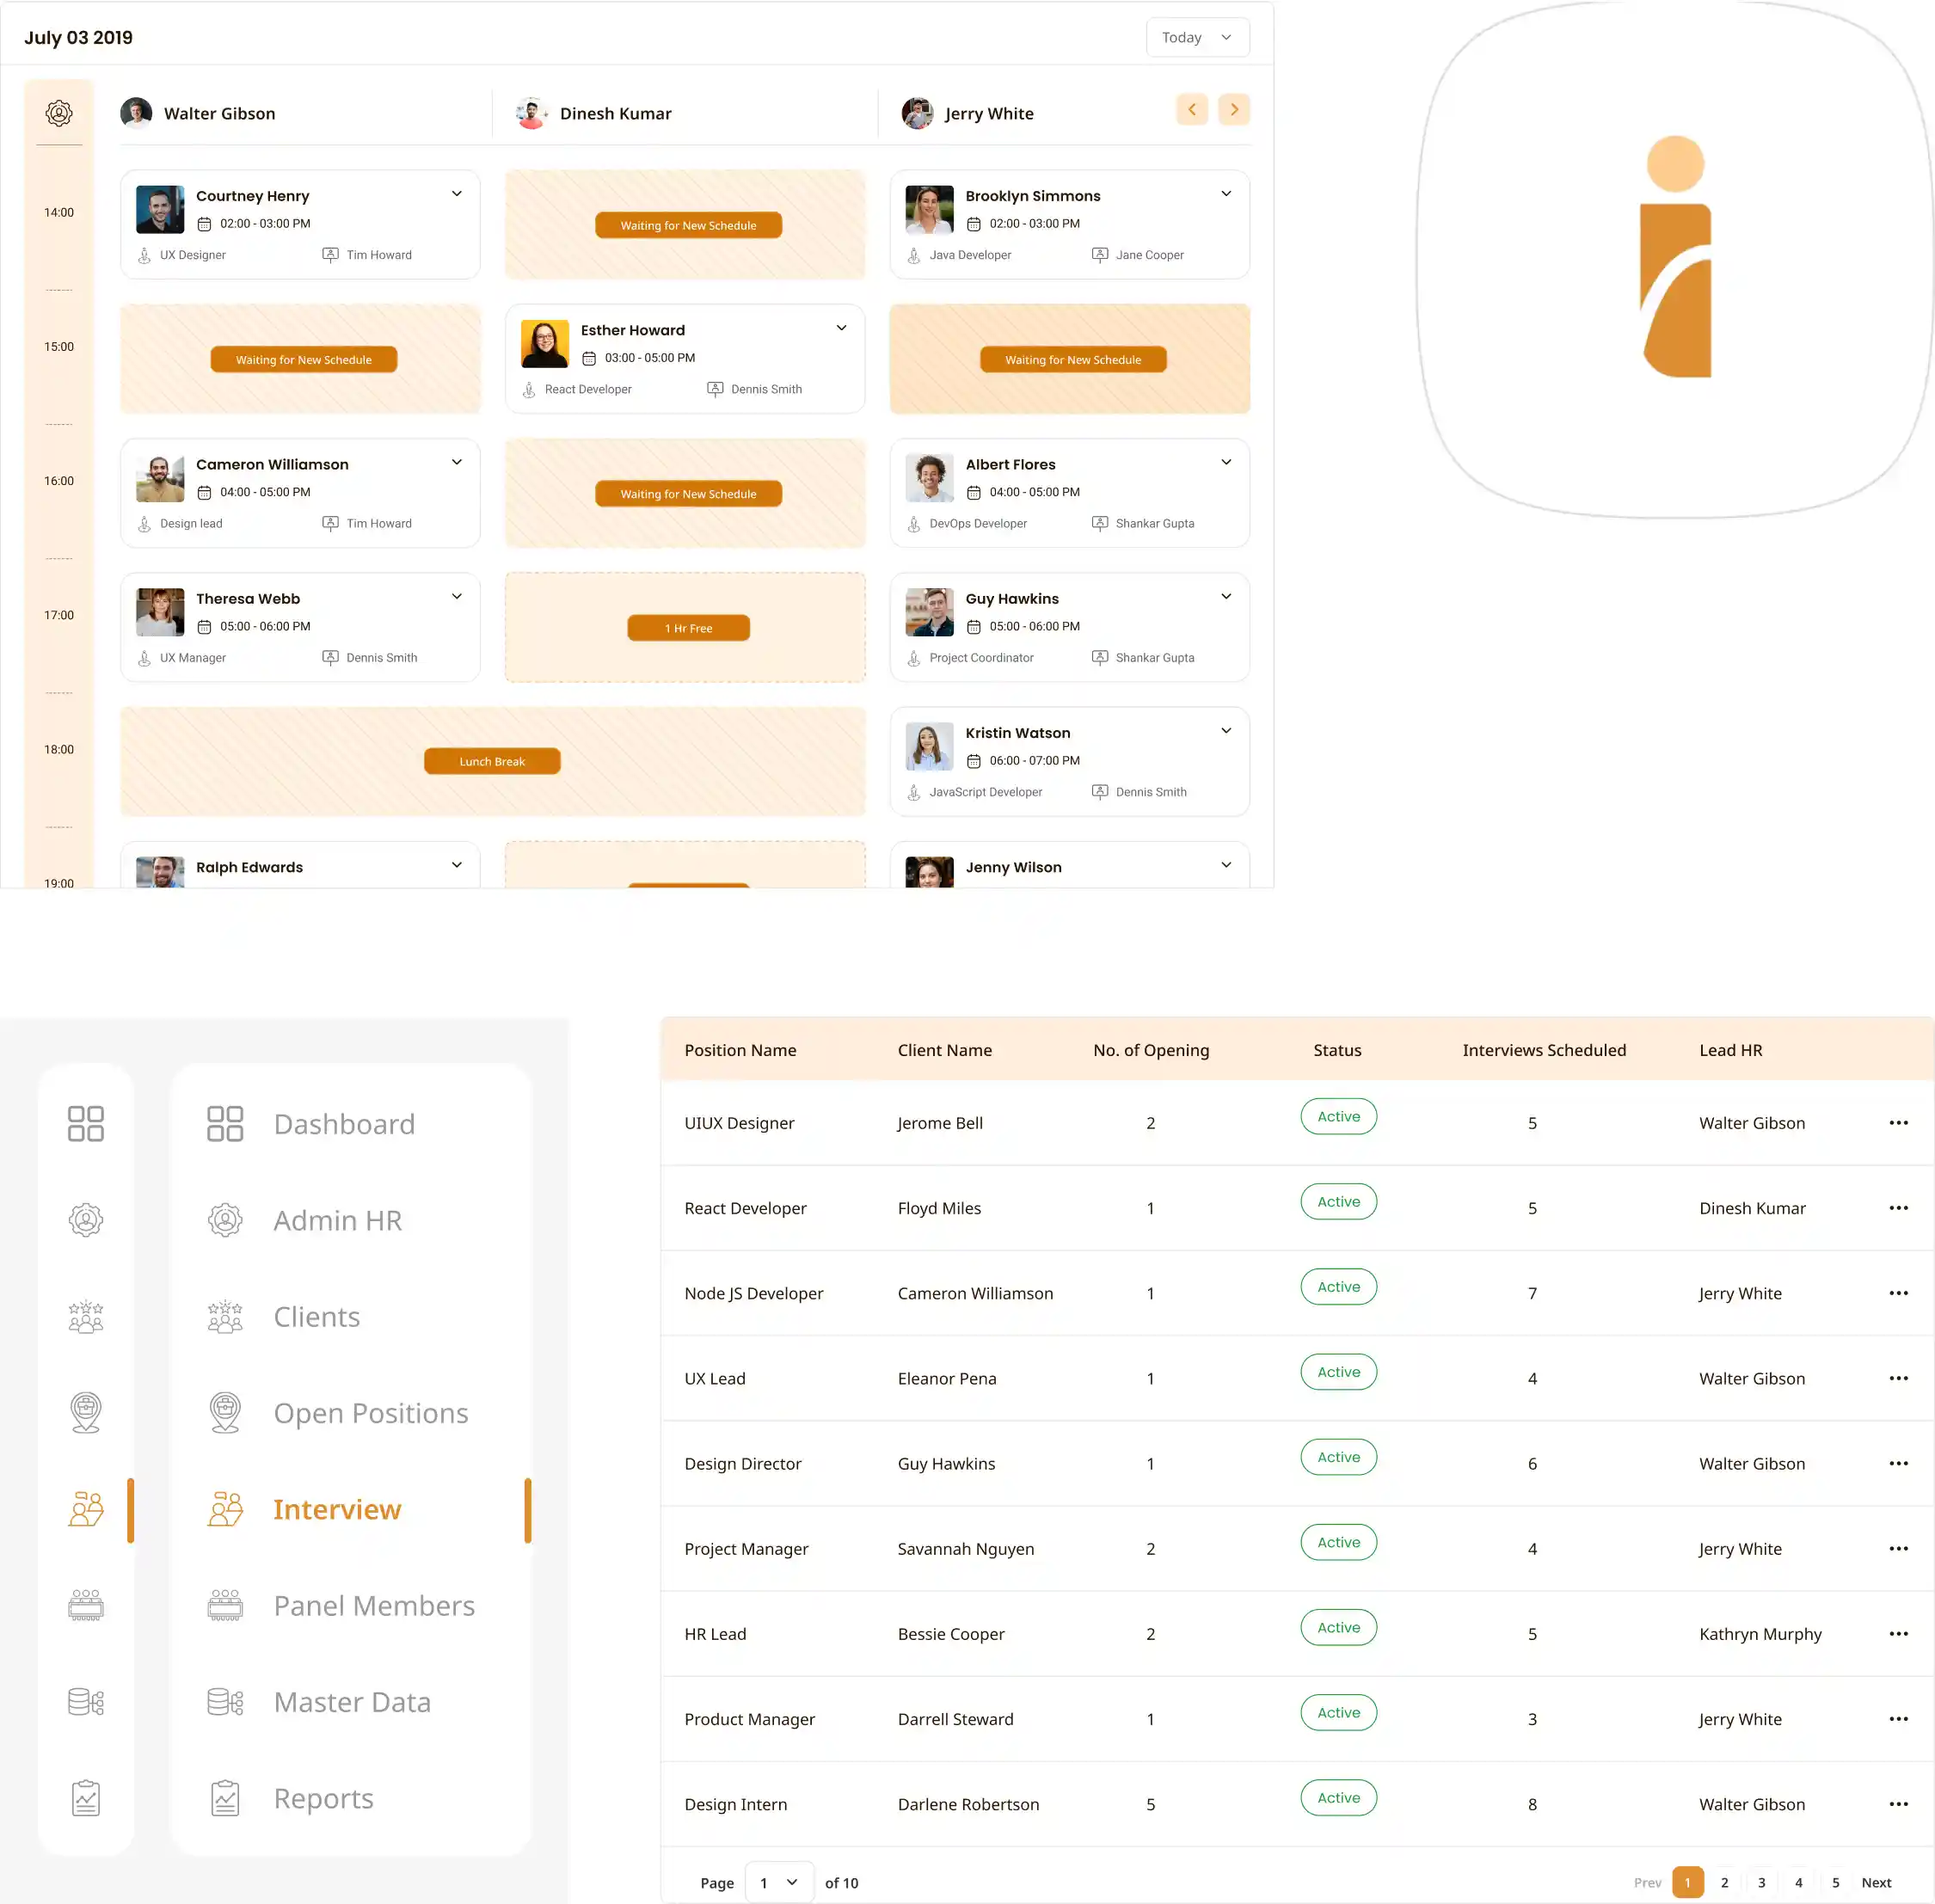 July 03 2019
Today
Walter Gibson
Dinesh Kumar
Jerry White
14:00
Courtney Henry
02:00 - 03:00 PM
UX Designer
Tim Howard
Waiting for New Schedule
Brooklyn Simmons
02:00 - 03:00 PM
Java Developer
Jane Cooper
15:00
Waiting for New Schedule
Esther Howard
03:00 - 05:00 PM
React Developer
Dennis Smith
Waiting for New Schedule
16:00
Cameron Williamson
04:00 - 05:00 PM
Design lead
Tim Howard
Waiting for New Schedule
Albert Flores
04:00 - 05:00 PM
DevOps Developer
Shankar Gupta
17:00
Theresa Webb
05:00 - 06:00 PM
UX Manager
Dennis Smith
1 Hr Free
Guy Hawkins
05:00 - 06:00 PM
Project Coordinator
Shankar Gupta
18:00
Lunch Break
Kristin Watson
06:00 - 07:00 PM
JavaScript Developer
Dennis Smith
19:00
Ralph Edwards
Jenny Wilson
Dashboard
Admin HR
Clients
Open Positions
Interview
Panel Members
Master Data
Reports
Position Name Client Name No. of Opening Status Interviews Scheduled Lead HR
UIUX Designer Jerome Bell 2 Active 5 Walter Gibson
React Developer Floyd Miles 1 Active 5 Dinesh Kumar
Node JS Developer Cameron Williamson 1 Active 7 Jerry White
UX Lead Eleanor Pena 1 Active 4 Walter Gibson
Design Director Guy Hawkins 1 Active 6 Walter Gibson
Project Manager Savannah Nguyen 2 Active 4 Jerry White
HR Lead Bessie Cooper 2 Active 5 Kathryn Murphy
Product Manager Darrell Steward 1 Active 3 Jerry White
Design Intern Darlene Robertson 5 Active 8 Walter Gibson
Page 1 of 10
Prev 1 2 3 4 5 Next